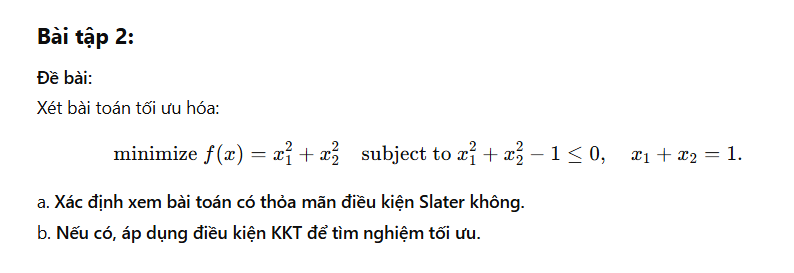 Bài tập 2:
Đề bài:
Xét bài toán tối ưu hóa:
minimize f(x) = x₁² + x₂² subject to x₁² + x₂² − 1 ≤ 0, x₁ + x₂ = 1.
a. Xác định xem bài toán có thỏa mãn điều kiện Slater không.
b. Nếu có, áp dụng điều kiện KKT để tìm nghiệm tối ưu.